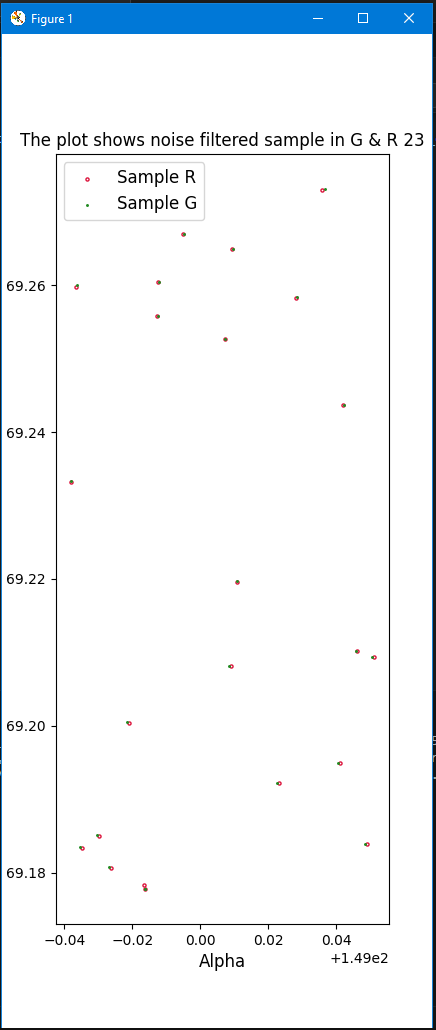 Figure 1
The plot shows noise filtered sample in G & R 23
Sample R
Sample G
69.26
69.24
69.22
69.20
69.18
−0.04 −0.02 0.00 0.02 0.04
Alpha +1.49e2